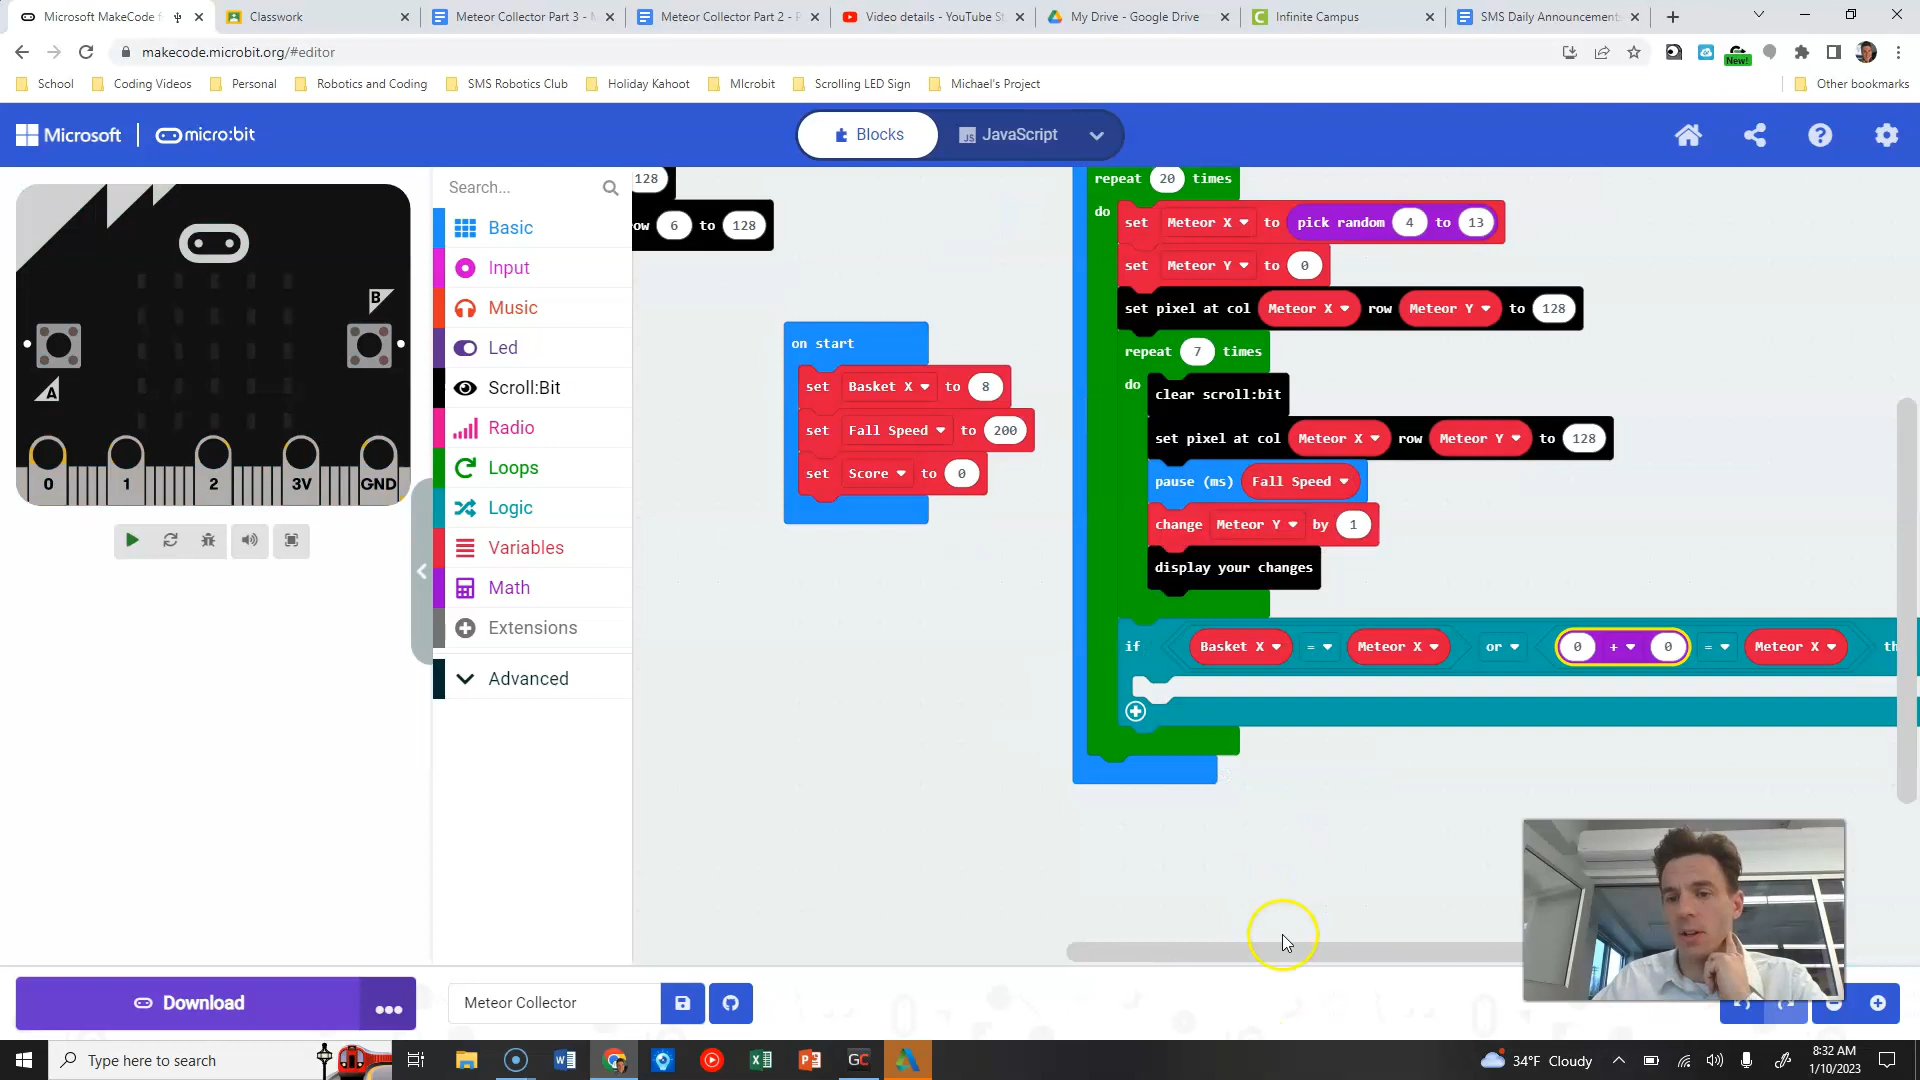 Microsoft MakeCode f
Classwork
Meteor Collector Part 3 -
Meteor Collector Part 2 -
Video details - YouTube St
My Drive - Google Drive
Infinite Campus
SMS Daily Announcement
makecode.microbit.org/#editor
New!
School
Coding Videos
Personal
Robotics and Coding
SMS Robotics Club
Holiday Kahoot
MIcrobit
Scrolling LED Sign
Michael's Project
Other bookmarks
Microsoft
micro:bit
Blocks
JS JavaScript
A
B
0 1 2 3V GND
Search...
Basic
Input
Music
Led
Scroll:Bit
Radio
Loops
Logic
Variables
Math
Extensions
Advanced
128
ow 6 to 128
on start
set Basket X to 8
set Fall Speed to 200
set Score to 0
repeat 20 times
do
set Meteor X to pick random 4 to 13
set Meteor Y to 0
set pixel at col Meteor X row Meteor Y to 128
repeat 7 times
do
clear scroll:bit
set pixel at col Meteor X row Meteor Y to 128
pause (ms) Fall Speed
change Meteor Y by 1
display your changes
if Basket X = Meteor X or 0 + 0 = Meteor X th
Download
Meteor Collector
Type here to search
GC
34°F Cloudy
8:32 AM
1/10/2023